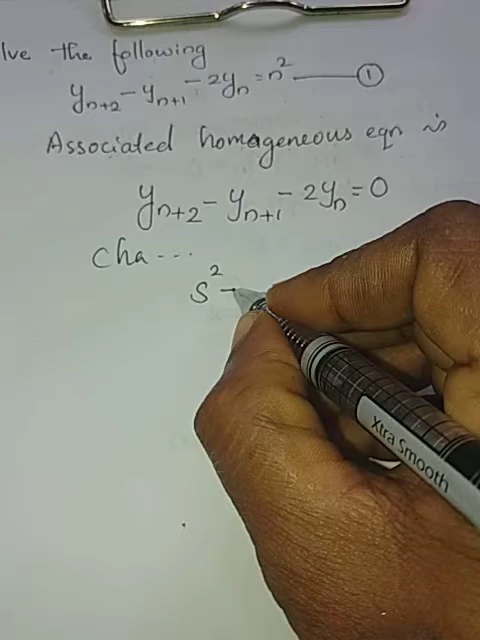 lve the following
yₙ₊₂ - yₙ₊₁ - 2yₙ = n² ①
Associated homogeneous eqn is
yₙ₊₂ - yₙ₊₁ - 2yₙ = 0
Cha...
s² -
Xtra Smooth